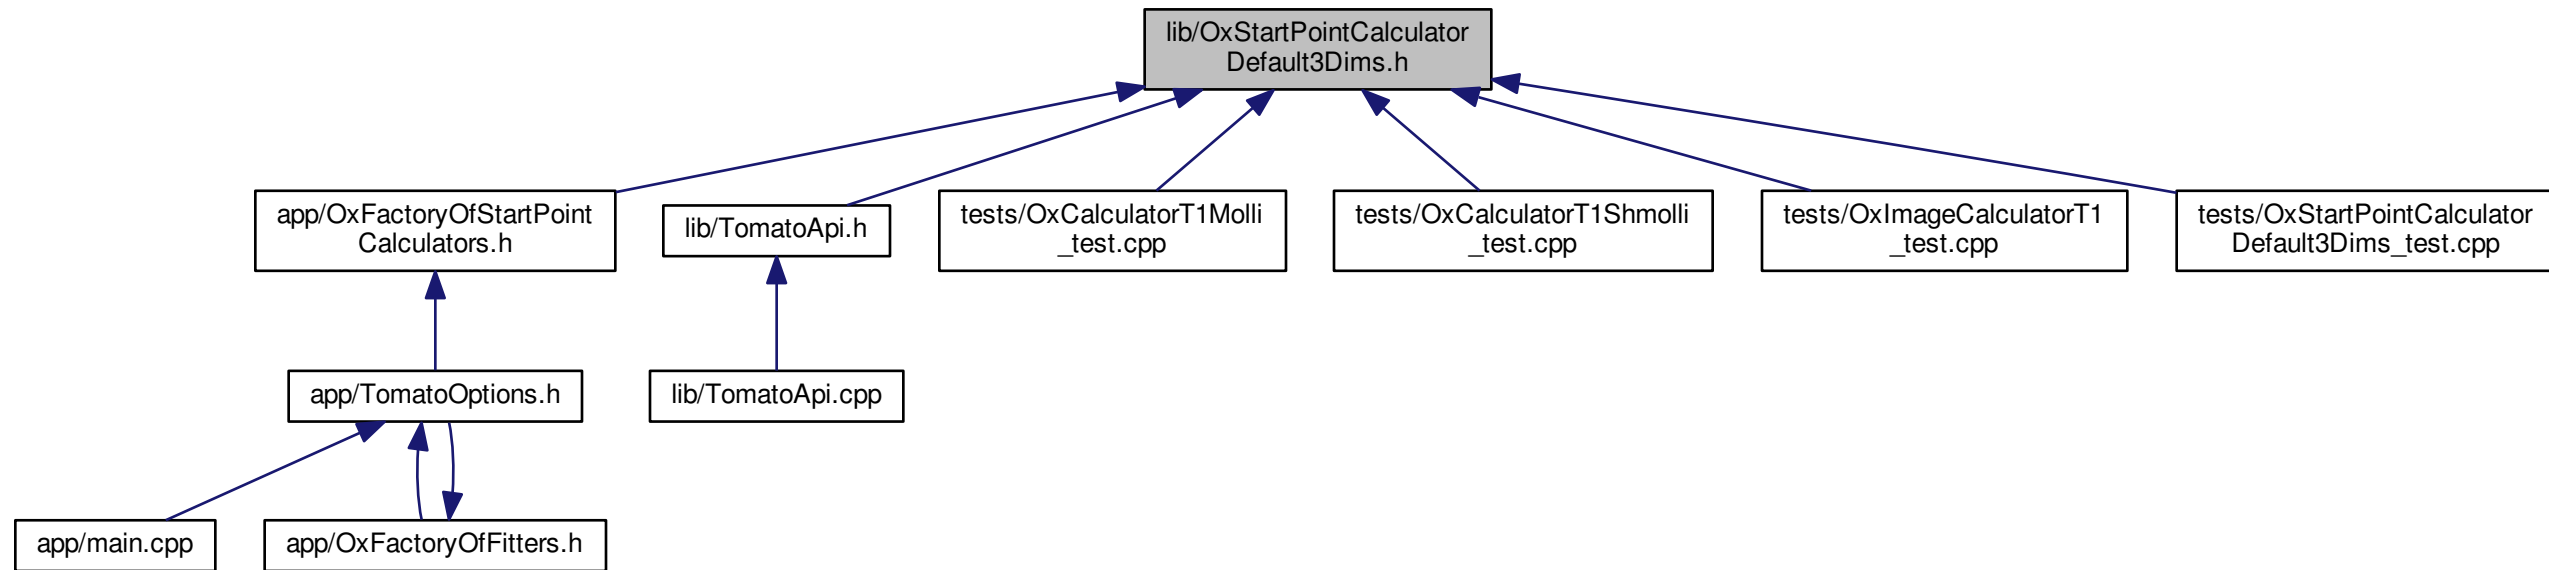 lib/OxStartPointCalculator
Default3Dims.h
app/OxFactoryOfStartPoint
Calculators.h
lib/TomatoApi.h
tests/OxCalculatorT1Molli
_test.cpp
tests/OxCalculatorT1Shmolli
_test.cpp
tests/OxImageCalculatorT1
_test.cpp
tests/OxStartPointCalculator
Default3Dims_test.cpp
app/TomatoOptions.h
lib/TomatoApi.cpp
app/main.cpp
app/OxFactoryOfFitters.h